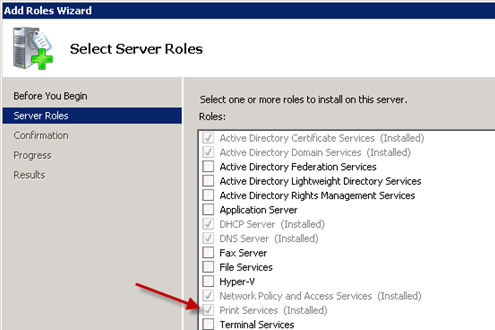 Add Roles Wizard
Select Server Roles
Before You Begin
Server Roles
Confirmation
Progress
Results
Select one or more roles to install on this server.
Roles:
Active Directory Certificate Services (Installed)
Active Directory Domain Services (Installed)
Active Directory Federation Services
Active Directory Lightweight Directory Services
Active Directory Rights Management Services
Application Server
DHCP Server (Installed)
DNS Server (Installed)
Fax Server
File Services
Hyper-V
Network Policy and Access Services (Installed)
Print Services (Installed)
Terminal Services